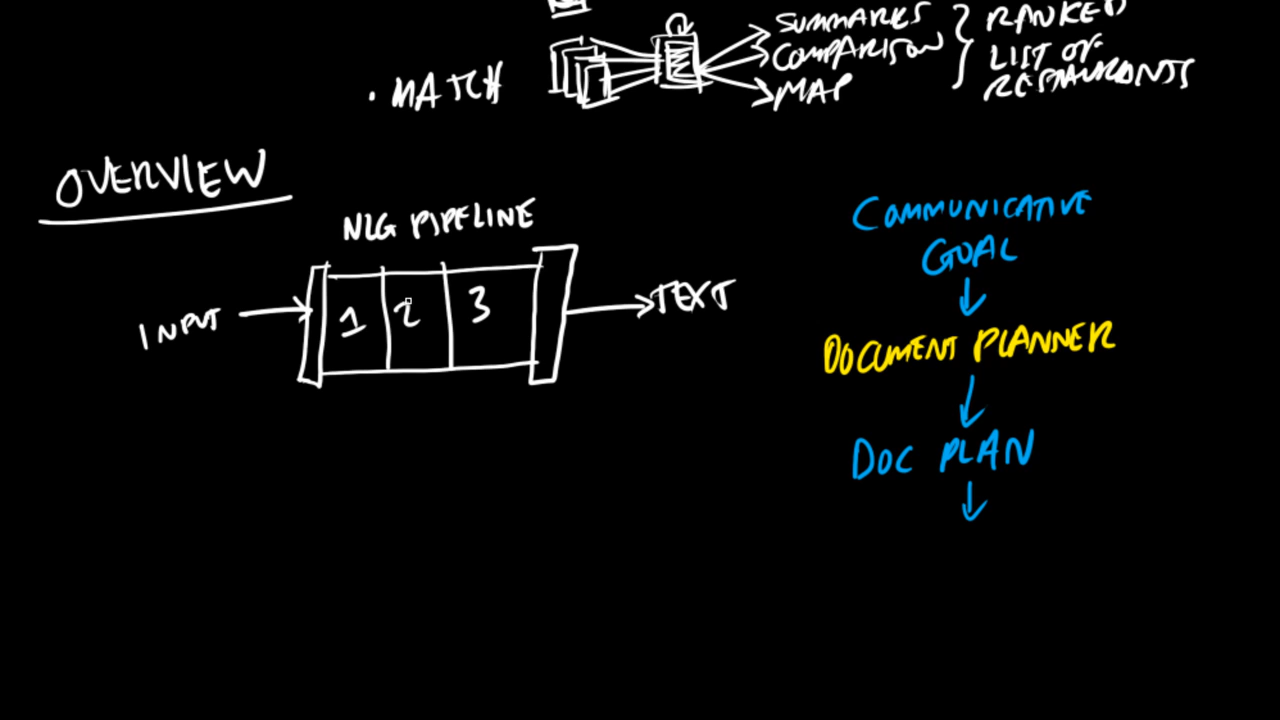 • MATCH
SUMMARIES
COMPARISON
MAP
RANKED
LIST OF
RESTAURANTS
OVERVIEW
NLG PIPELINE
INPUT
1 2 3
TEXT
COMMUNICATIVE
GOAL
DOCUMENT PLANNER
DOC PLAN